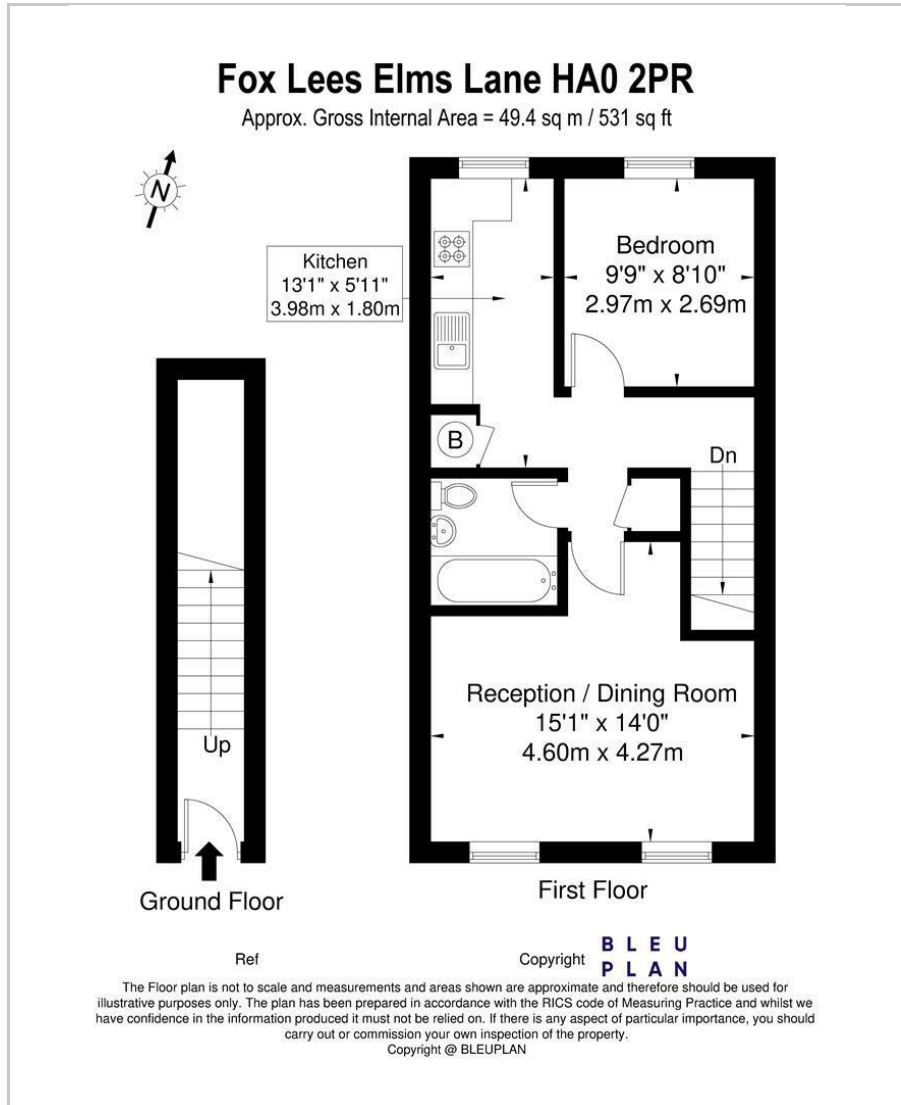 Fox Lees Elms Lane HA0 2PR
Approx. Gross Internal Area = 49.4 sq m / 531 sq ft
N
Kitchen
13'1" x 5'11"
3.98m x 1.80m
Bedroom
9'9" x 8'10"
2.97m x 2.69m
B
Dn
Reception / Dining Room
15'1" x 14'0"
4.60m x 4.27m
Up
Ground Floor
First Floor
Ref
Copyright
BLEU
PLAN
The Floor plan is not to scale and measurements and areas shown are approximate and therefore should be used for
illustrative purposes only. The plan has been prepared in accordance with the RICS code of Measuring Practice and whilst we
have confidence in the information produced it must not be relied on. If there is any aspect of particular importance, you should
carry out or commission your own inspection of the property.
Copyright @ BLEUPLAN